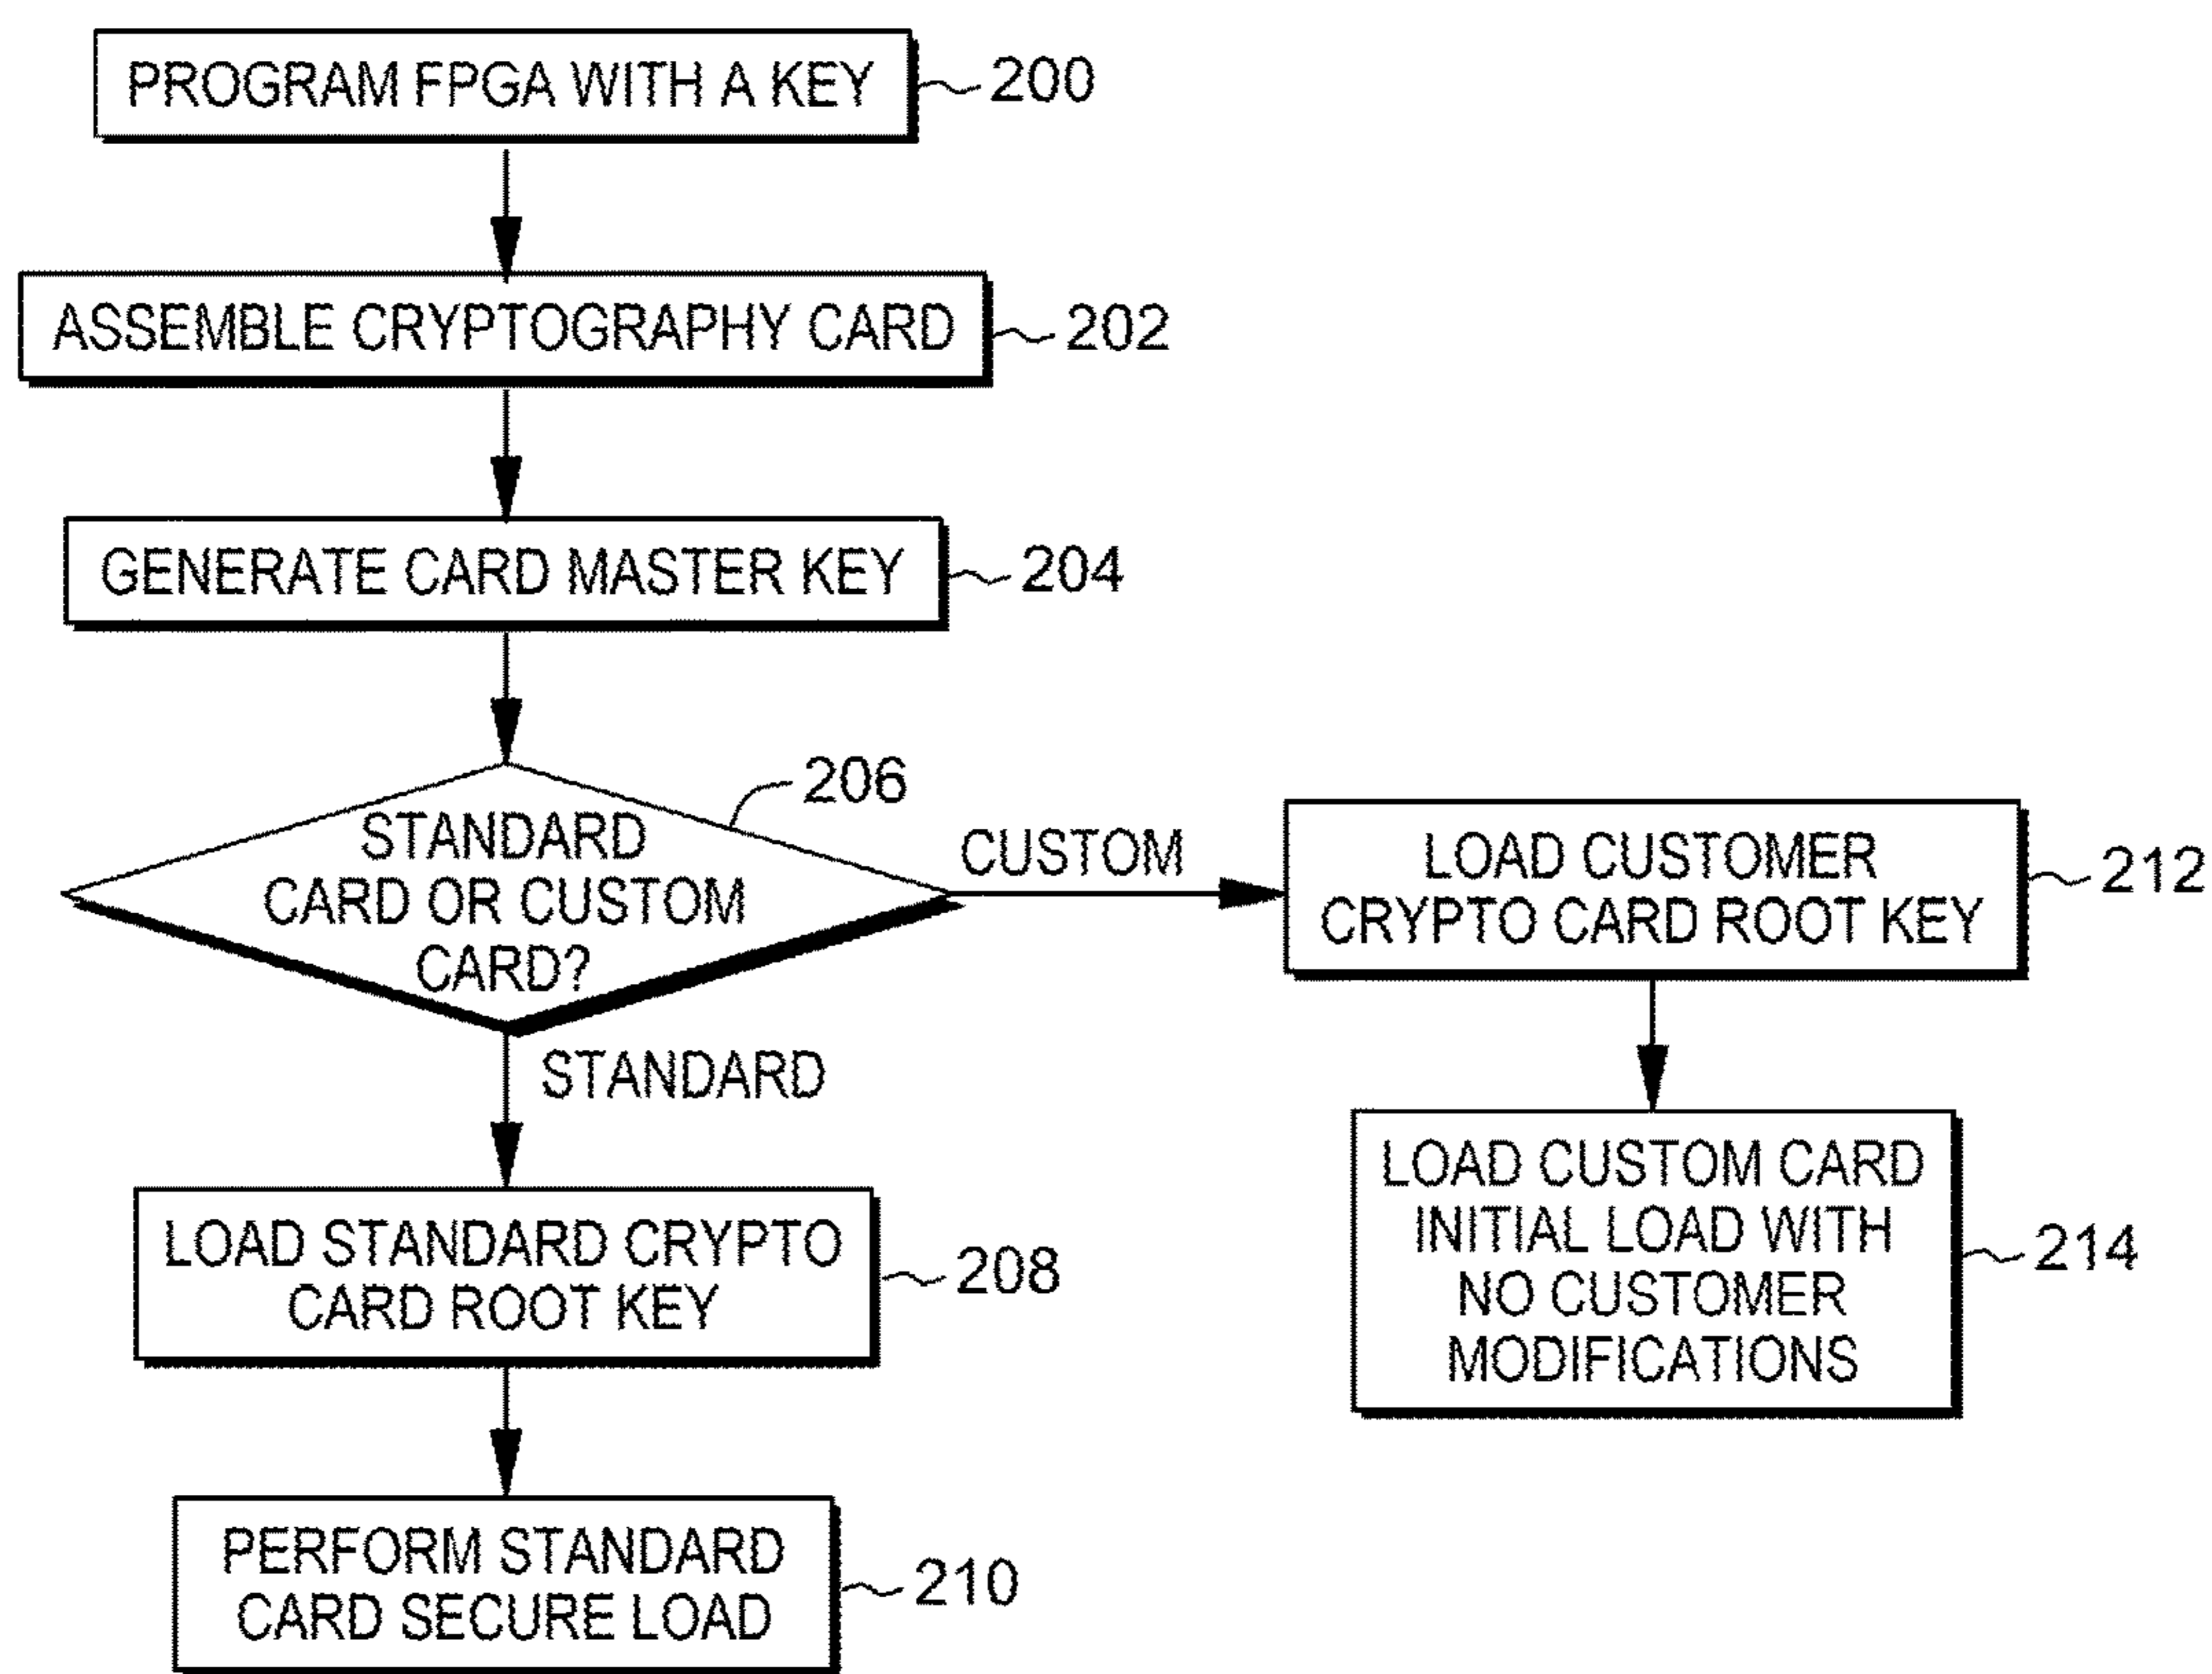 PROGRAM FPGA WITH A KEY
200
ASSEMBLE CRYPTOGRAPHY CARD
202
GENERATE CARD MASTER KEY
204
206
STANDARD
CARD OR CUSTOM
CARD?
CUSTOM
LOAD CUSTOMER
CRYPTO CARD ROOT KEY
212
STANDARD
LOAD CUSTOM CARD
INITIAL LOAD WITH
NO CUSTOMER
MODIFICATIONS
214
LOAD STANDARD CRYPTO
CARD ROOT KEY
208
PERFORM STANDARD
CARD SECURE LOAD
210